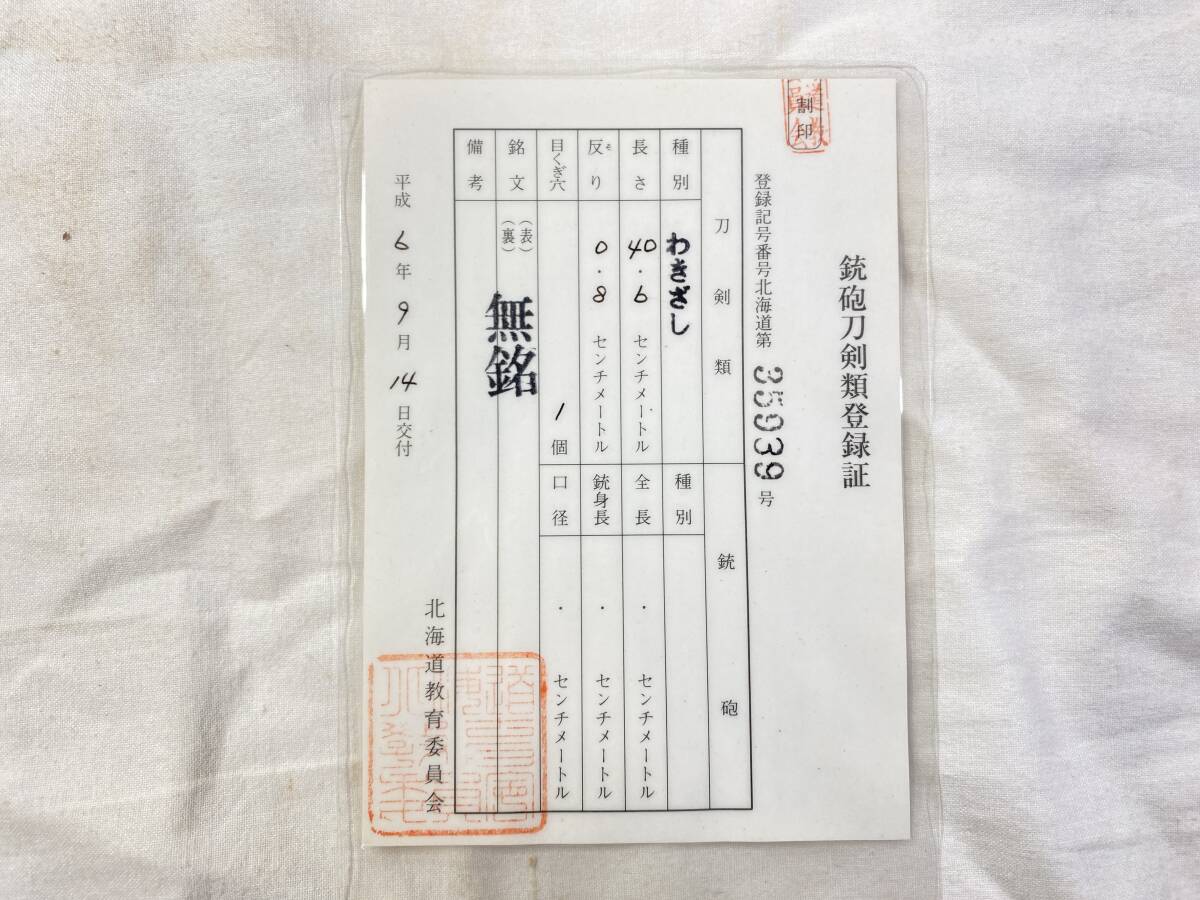 割印
銃砲刀剣類登録証
登録記号番号北海道第 35939 号
刀剣類
銃砲
種別
わきざし
種別
長さ
40.6 センチメートル
全長
・ センチメートル
反り
そ
0.8 センチメートル
銃身長
・ センチメートル
目くぎ穴
1個
口径
・ センチメートル
銘文
（表）
（裏）
無銘
備考
平成 6年 9月 14日交付
北海道教育委員会